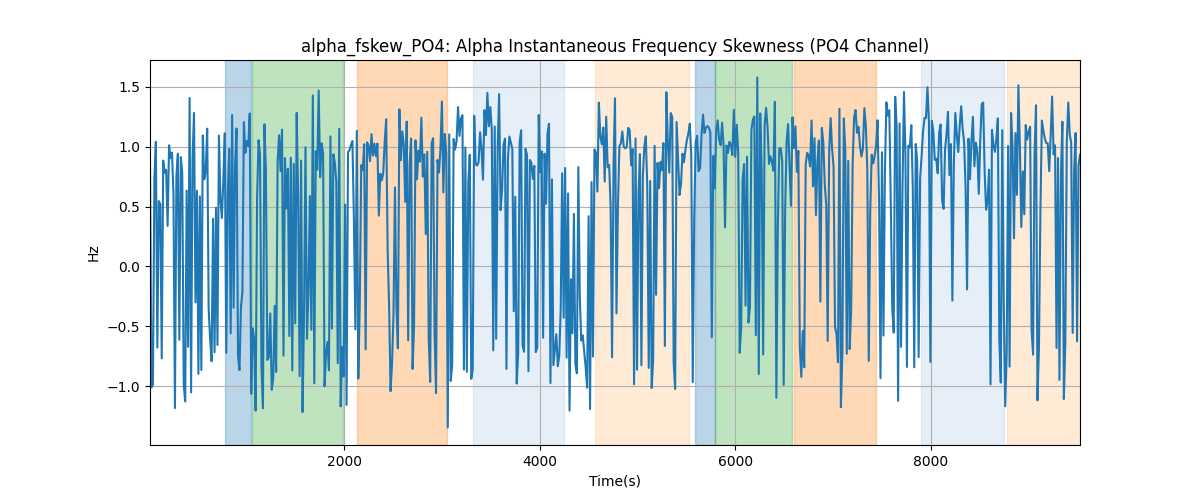 alpha_fskew_PO4: Alpha Instantaneous Frequency Skewness (PO4 Channel)
1.5
1.0
0.5
0.0
−0.5
−1.0
Hz
2000 4000 6000 8000
Time(s)